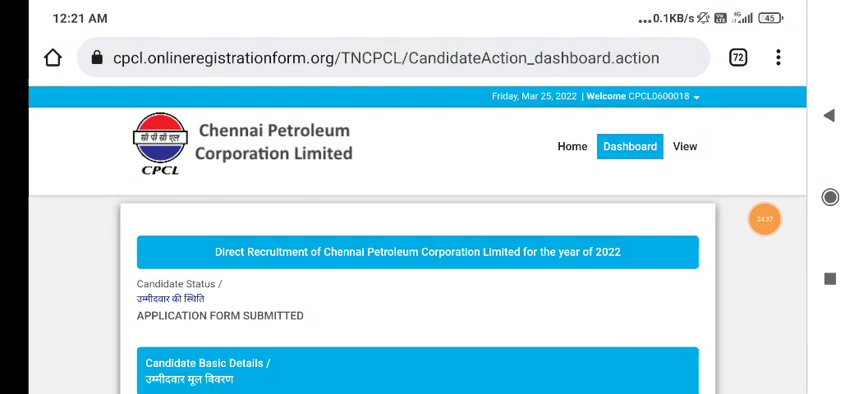 12:21 AM
...0.1KB/s
4G
45
cpcl.onlineregistrationform.org/TNCPCL/CandidateAction_dashboard.action
72
Friday, Mar 25, 2022 | Welcome CPCL0600018
सी पी सी एल
CPCL
Chennai Petroleum
Corporation Limited
Home Dashboard View
24:37
Direct Recruitment of Chennai Petroleum Corporation Limited for the year of 2022
Candidate Status /
उम्मीदवार की स्थिति
APPLICATION FORM SUBMITTED
Candidate Basic Details /
उम्मीदवार मूल विवरण